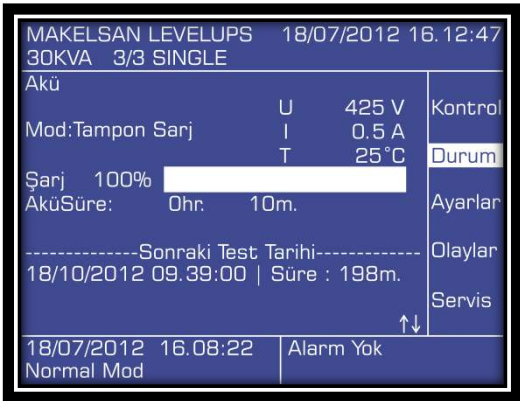 MAKELSAN LEVELUPS 18/07/2012 16.12:47
30KVA 3/3 SINGLE
Akü
U 425 V
Mod:Tampon Sarj I 0.5 A
T 25°C
Şarj 100%
AküSüre: 0hr. 10m.
--------------Sonraki Test Tarihi------------
18/10/2012 09.39:00 | Süre : 198m.
↑↓
Kontrol
Durum
Ayarlar
Olaylar
Servis
18/07/2012 16.08:22 Alarm Yok
Normal Mod